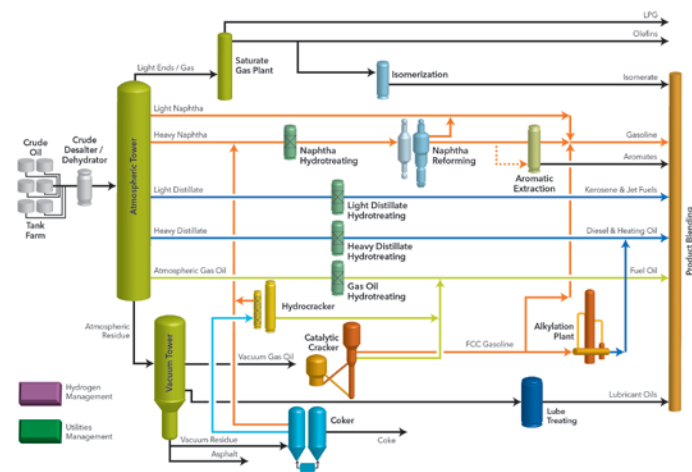 LPG
Olefins
Light Ends / Gas
Saturate
Gas Plant
Isomerization
Isomerate
Light Naphtha
Crude
Oil
Crude
Desalter /
Dehydrator
Heavy Naphtha
Gasoline
Naphtha
Hydrotreating
Naphtha
Reforming
Aromates
Aromatic
Extraction
Atmospheric Tower
Tank
Farm
Light Distillate
Kerosene & Jet Fuels
Light Distillate
Hydrotreating
Heavy Distillate
Diesel & Heating Oil
Heavy Distillate
Hydrotreating
Product Blending
Atmospheric Gas Oil
Fuel Oil
Gas Oil
Hydrotreating
Hydrocracker
Atmospheric
Residue
Catalytic
Cracker
Alkylation
Plant
FCC Gasoline
Vacuum Tower
Vacuum Gas Oil
Hydrogen
Management
Lubricant Oils
Lube
Treating
Utilities
Management
Coker
Coke
Vacuum Residue
Asphalt